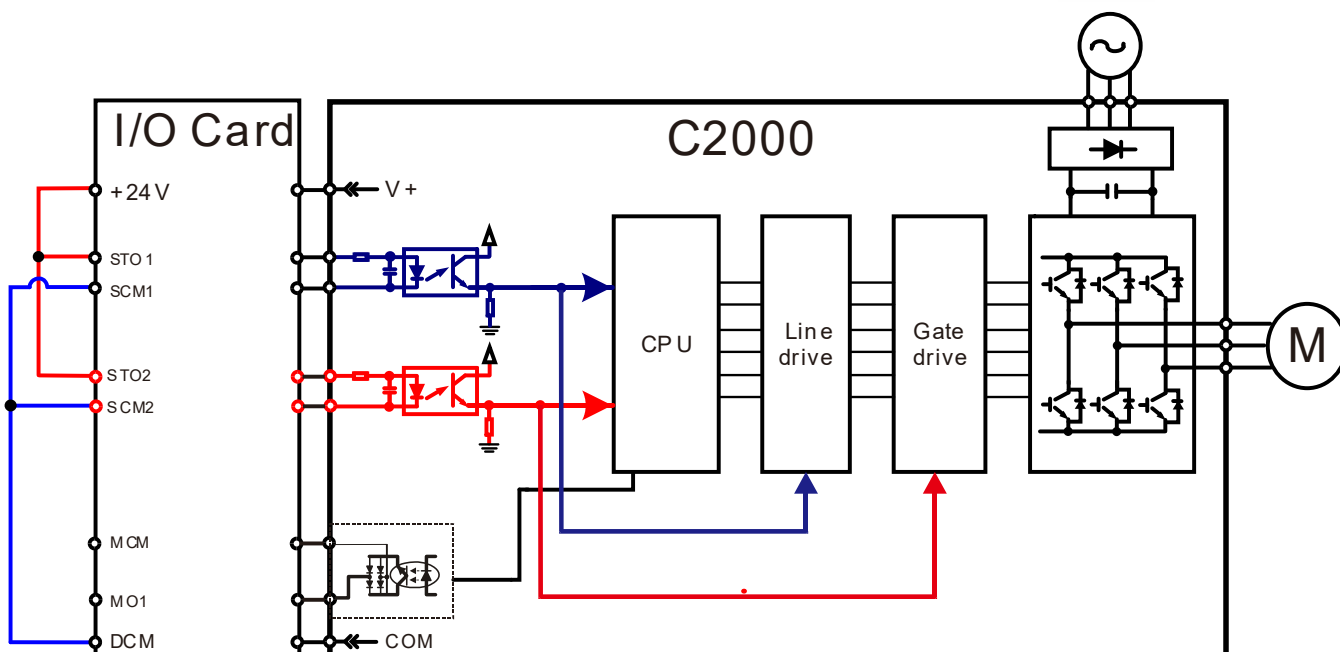 I/O Card
C2000
+24V
V+
STO1
SCM1
STO2
SCM2
CPU
Line
drive
Gate
drive
M
MCM
MO1
DCM
COM